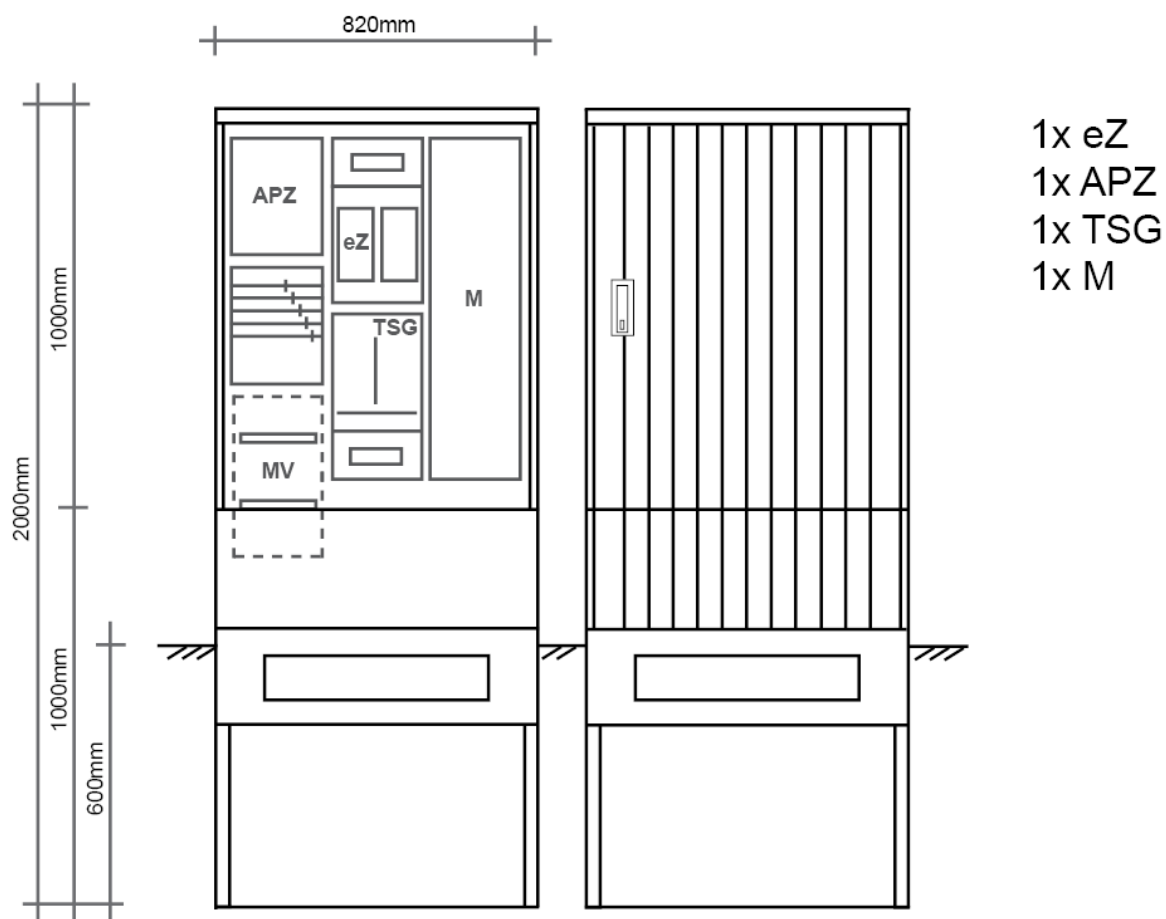 820mm
1x eZ
1x APZ
1x TSG
1x M
APZ
eZ
M
TSG
MV
1000mm
2000mm
1000mm
600mm